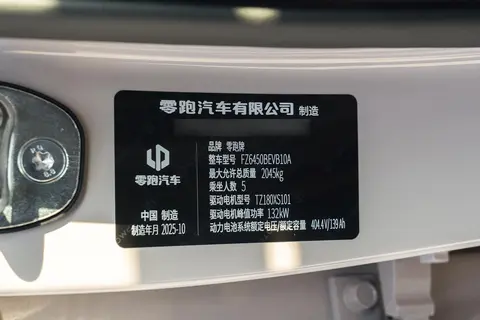 零跑汽车有限公司 制造
品牌 零跑牌
整车型号 FZ6450BEVB10A
最大允许总质量 2045kg
乘坐人数 5
驱动电机型号 TZ180XS101
驱动电机峰值功率 132kW
动力电池系统额定电压/额定容量 404.4V/139Ah
零跑汽车
中国 制造
制造年月 2025-10